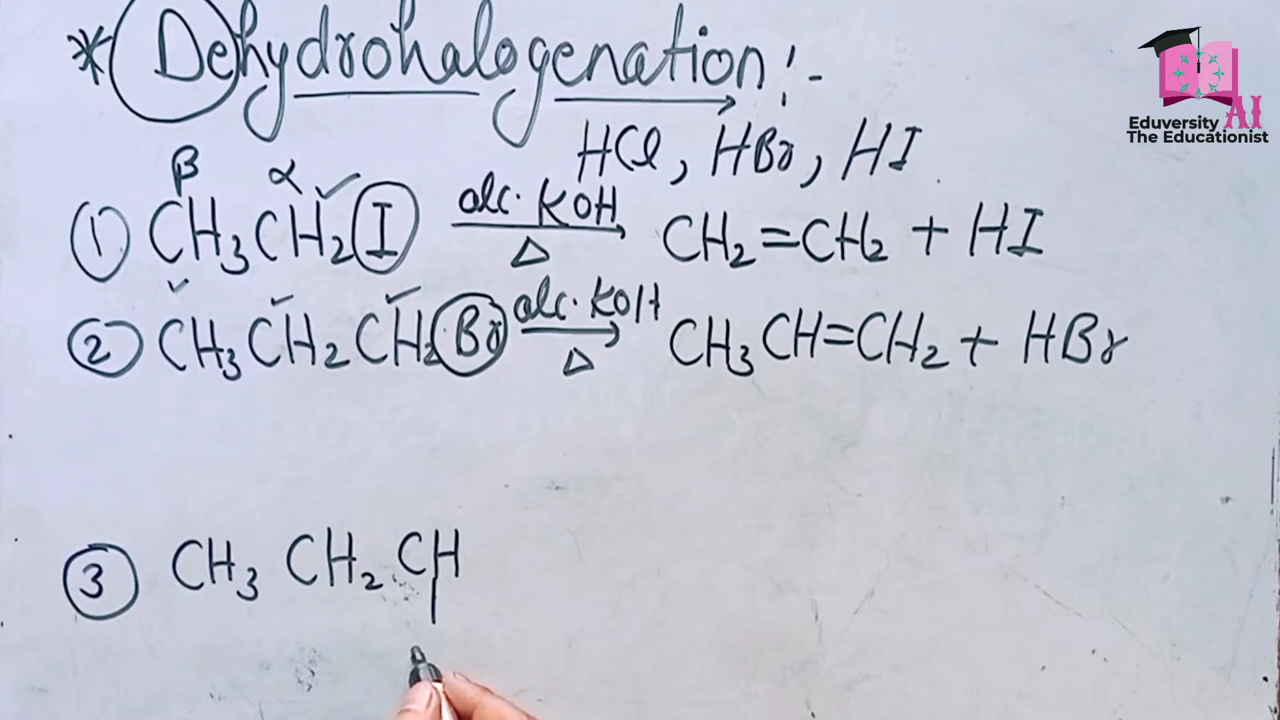 * Dehydrohalogenation:-
HCl, HBr, HI
β α
① CH₃CH₂I alc. KOH Δ CH₂=CH₂ + HI
② CH₃CH₂CH₂Br alc. KOH Δ CH₃CH=CH₂ + HBr
③ CH₃ CH₂ CH
Eduversity AI
The Educationist